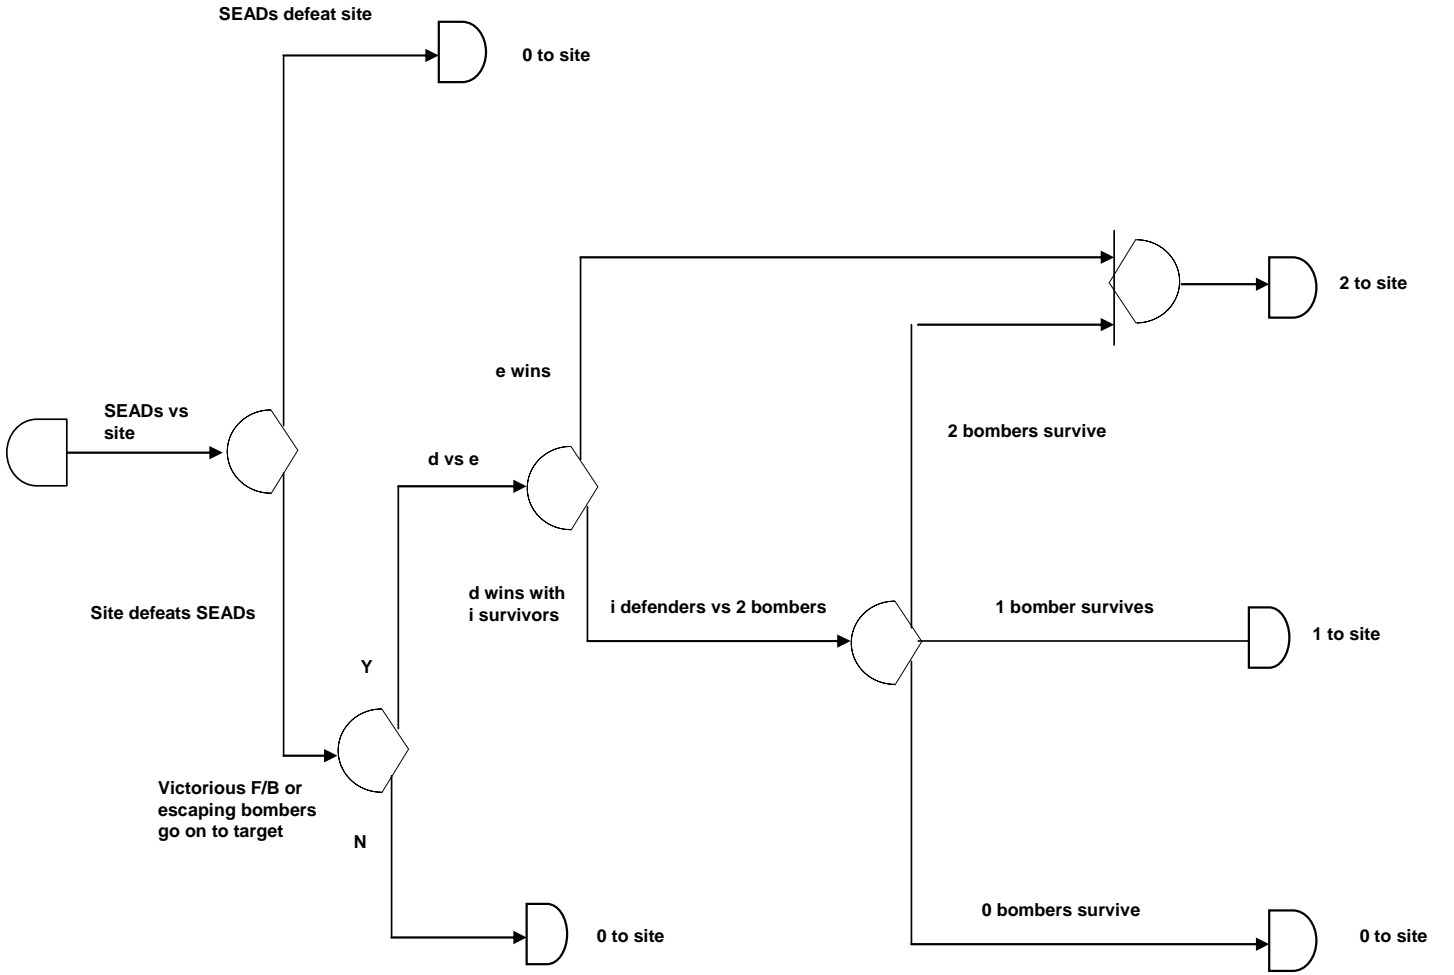 SEADs defeat site
0 to site
2 to site
e wins
SEADs vs
site
2 bombers survive
d vs e
d wins with
i survivors
i defenders vs 2 bombers
1 bomber survives
Site defeats SEADs
1 to site
Y
Victorious F/B or
escaping bombers
go on to target
N
0 bombers survive
0 to site
0 to site